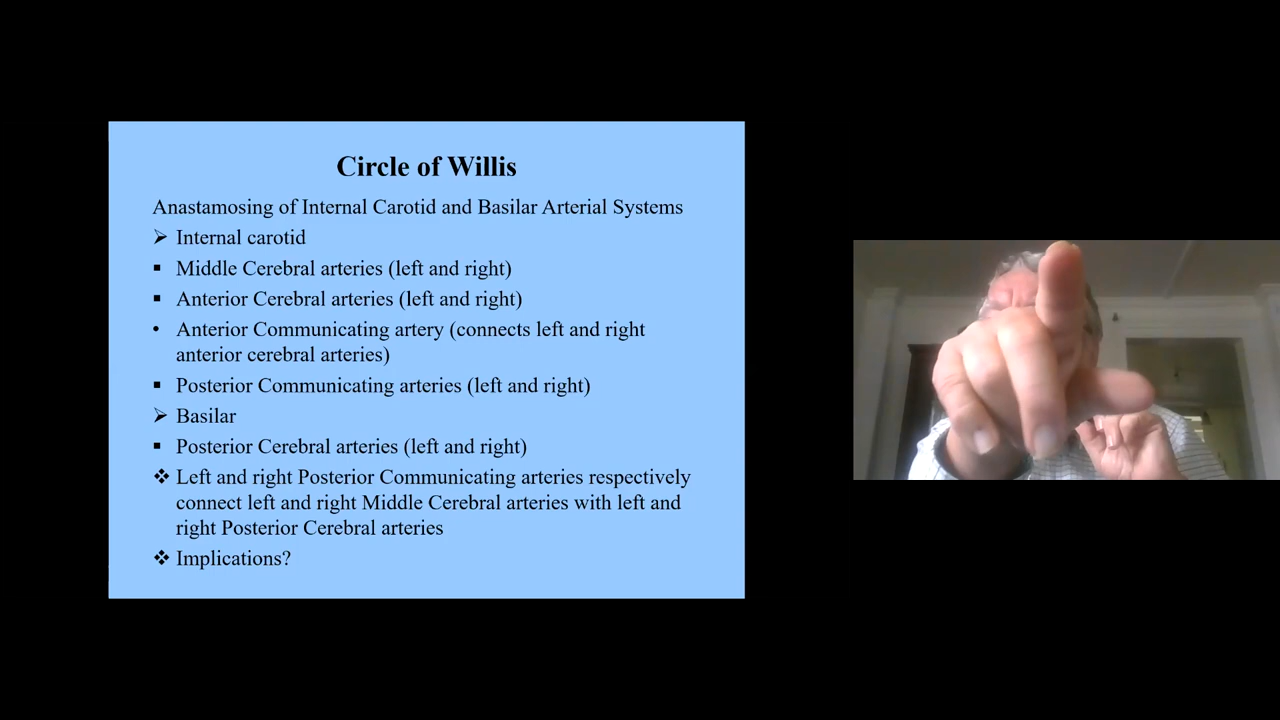 Circle of Willis
Anastamosing of Internal Carotid and Basilar Arterial Systems
➢ Internal carotid
▪ Middle Cerebral arteries (left and right)
▪ Anterior Cerebral arteries (left and right)
• Anterior Communicating artery (connects left and right
anterior cerebral arteries)
▪ Posterior Communicating arteries (left and right)
➢ Basilar
▪ Posterior Cerebral arteries (left and right)
❖ Left and right Posterior Communicating arteries respectively
connect left and right Middle Cerebral arteries with left and
right Posterior Cerebral arteries
❖ Implications?